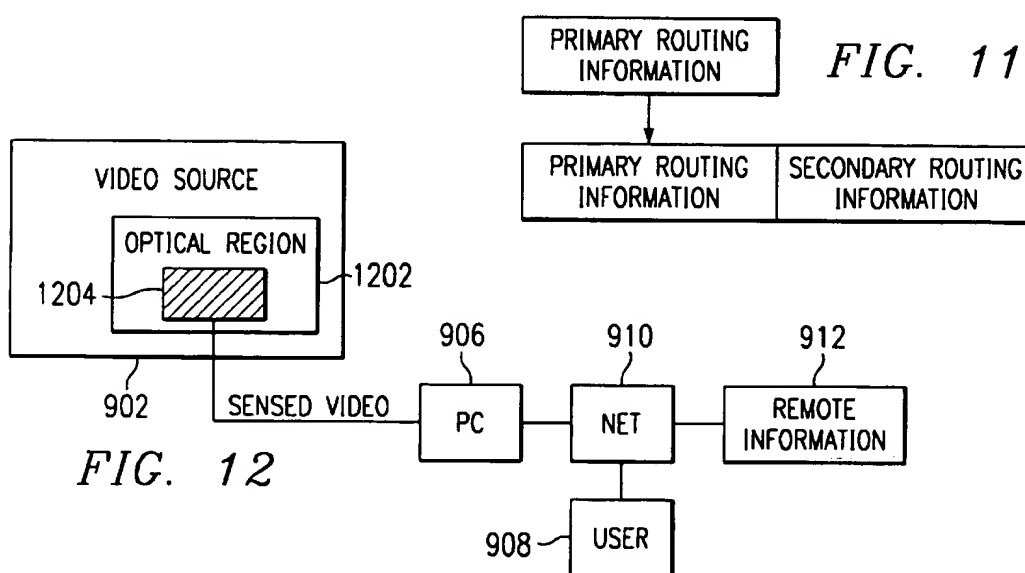 PRIMARY ROUTING
INFORMATION
FIG. 11
PRIMARY ROUTING
INFORMATION
SECONDARY ROUTING
INFORMATION
VIDEO SOURCE
OPTICAL REGION
1204
1202
902
SENSED VIDEO
FIG. 12
906
PC
910
NET
912
REMOTE
INFORMATION
908
USER